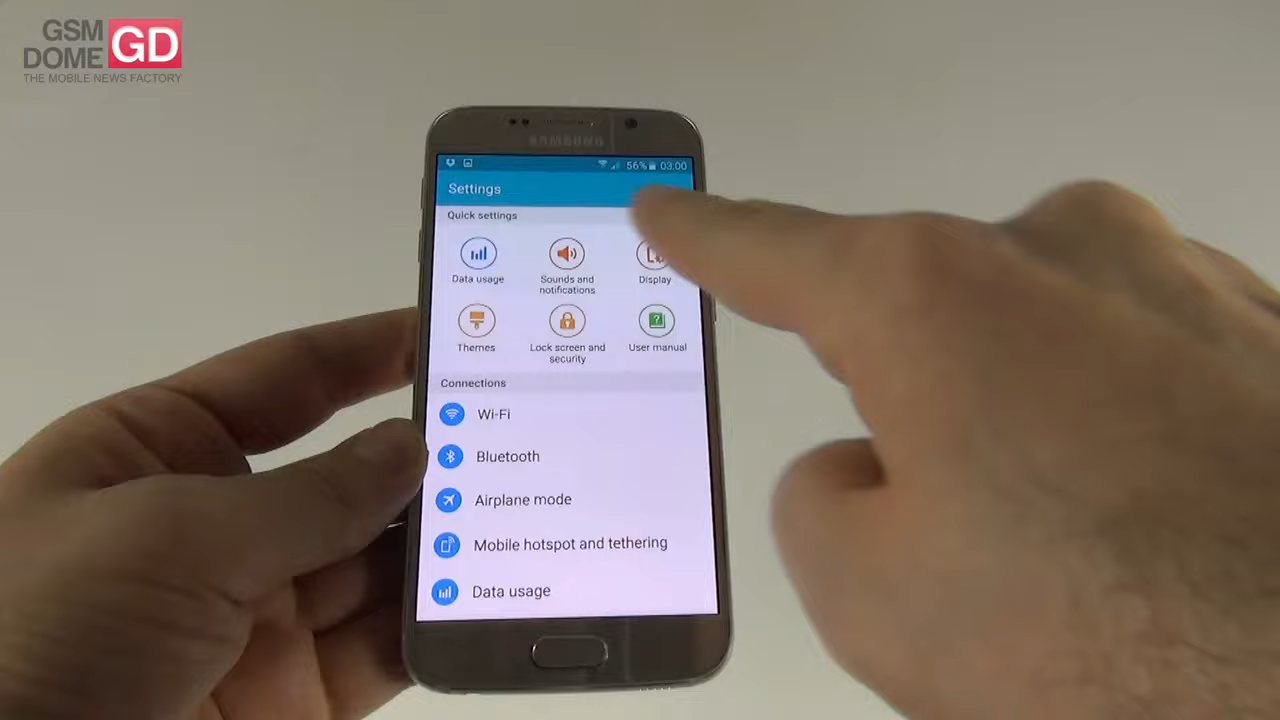 GSM
DOME GD
THE MOBILE NEWS FACTORY
SAMSUNG
56% 03:00
Settings
Quick settings
Data usage
Sounds and
notifications
Display
Themes
Lock screen and
security
User manual
Connections
Wi-Fi
Bluetooth
Airplane mode
Mobile hotspot and tethering
Data usage